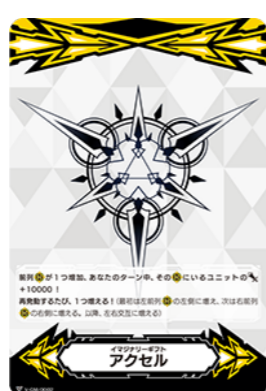 前列Ⓡが1つ増加、あなたのターン中、そのⓇにいるユニットの
+10000！
再発動するたび、1つ増える！(最初は左前列Ⓡの左側に増え、次は右前列
Ⓡの右側に増える。以降、左右交互に増える)
イマジナリーギフト
アクセル